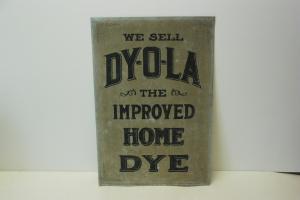 WE SELL
DY-O-LA
THE
IMPROVED
HOME
DYE